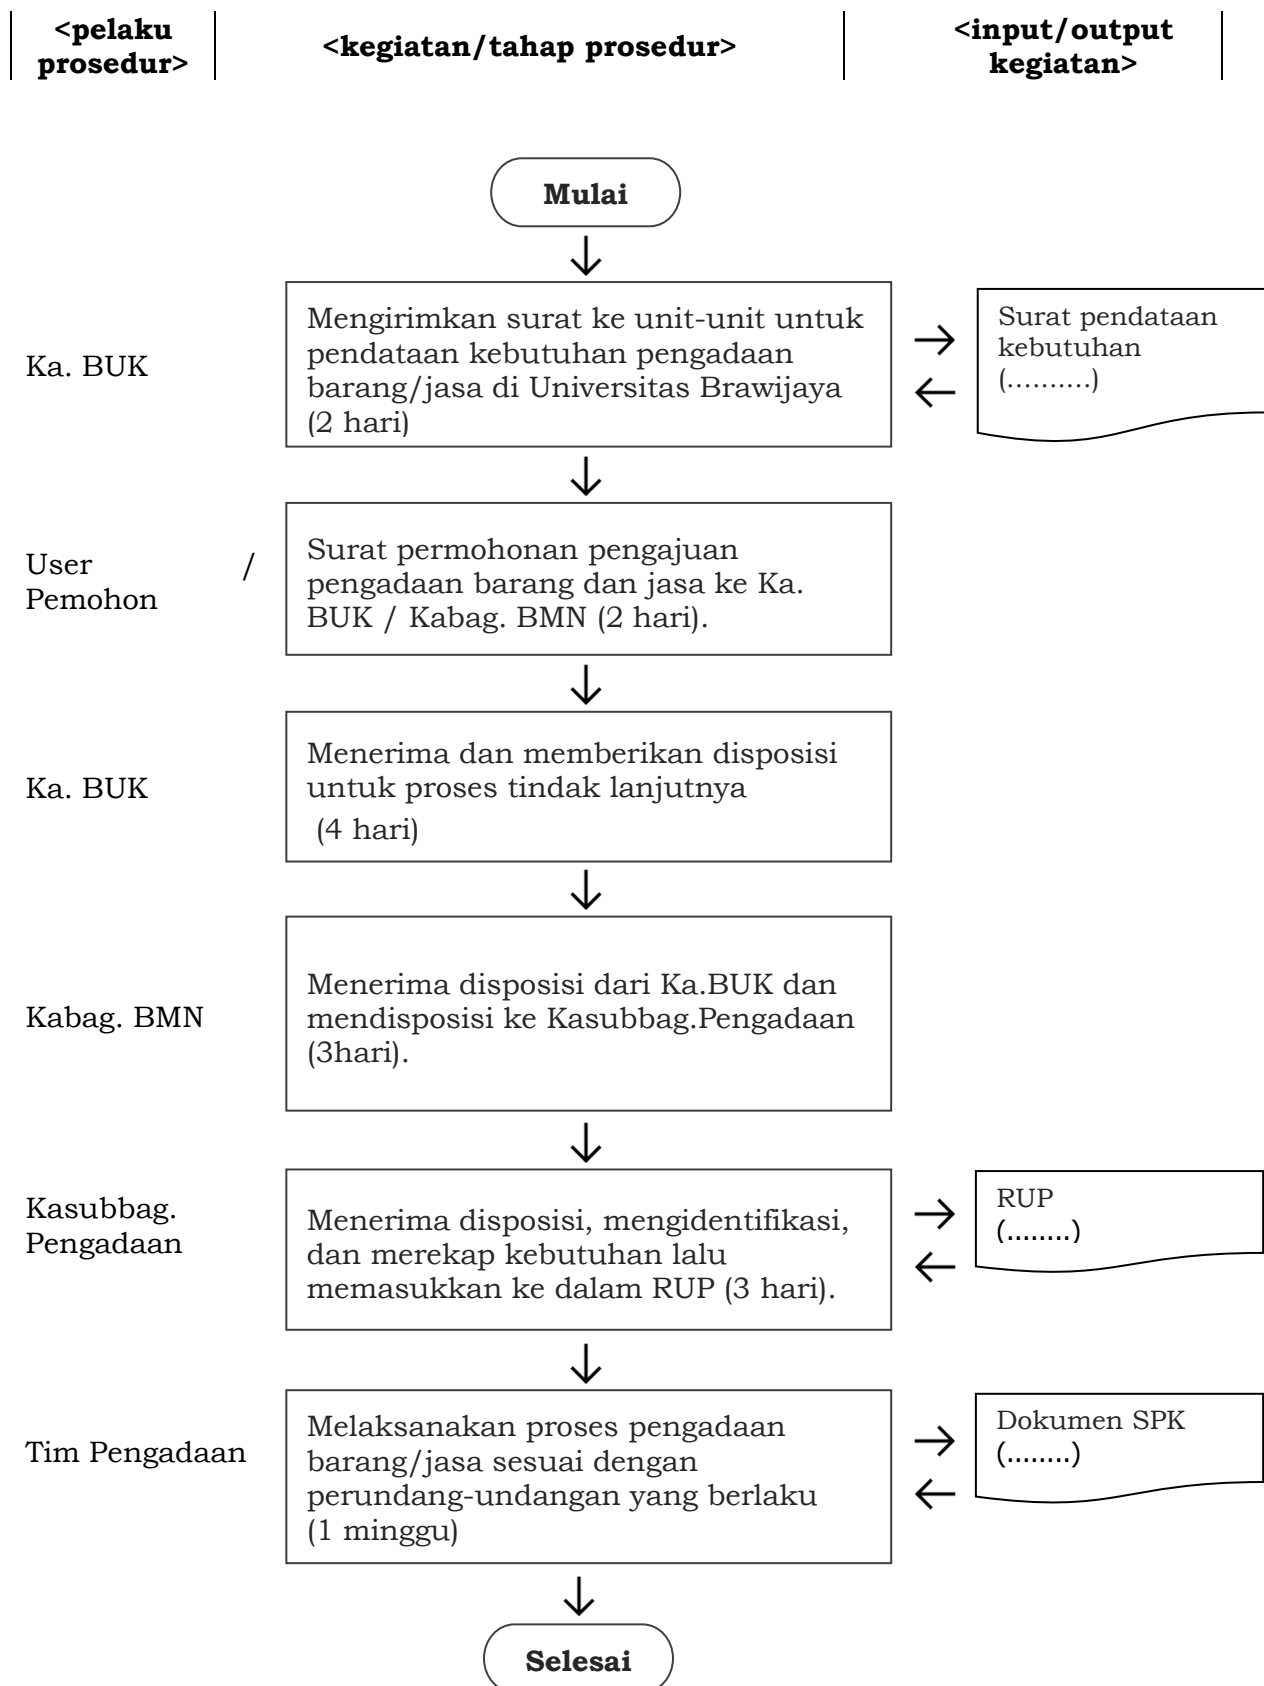 <pelaku
prosedur>
<kegiatan/tahap prosedur>
<input/output
kegiatan>
Mulai
Ka. BUK
Mengirimkan surat ke unit-unit untuk
pendataan kebutuhan pengadaan
barang/jasa di Universitas Brawijaya
(2 hari)
Surat pendataan
kebutuhan
(..........)
User /
Pemohon
Surat permohonan pengajuan
pengadaan barang dan jasa ke Ka.
BUK / Kabag. BMN (2 hari).
Ka. BUK
Menerima dan memberikan disposisi
untuk proses tindak lanjutnya
(4 hari)
Kabag. BMN
Menerima disposisi dari Ka.BUK dan
mendisposisi ke Kasubbag.Pengadaan
(3hari).
Kasubbag.
Pengadaan
Menerima disposisi, mengidentifikasi,
dan merekap kebutuhan lalu
memasukkan ke dalam RUP (3 hari).
RUP
(........)
Tim Pengadaan
Melaksanakan proses pengadaan
barang/jasa sesuai dengan
perundang-undangan yang berlaku
(1 minggu)
Dokumen SPK
(........)
Selesai